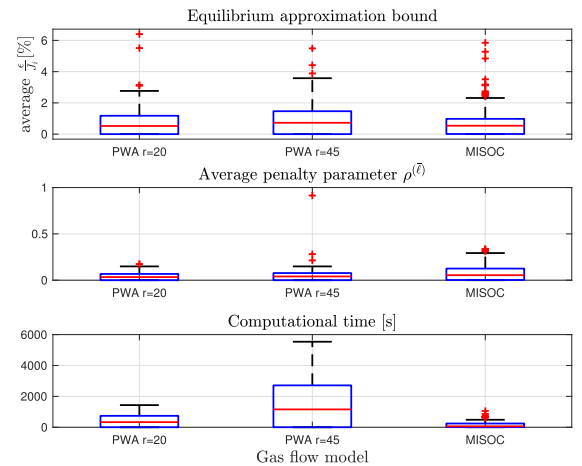 Equilibrium approximation bound
average ϵ/J̅ᵢ [%]
6
4
2
0
PWA r=20 PWA r=45 MISOC
Average penalty parameter ρ^(ℓ̅)
1
0.5
0
PWA r=20 PWA r=45 MISOC
Computational time [s]
6000
4000
2000
0
PWA r=20 PWA r=45 MISOC
Gas flow model